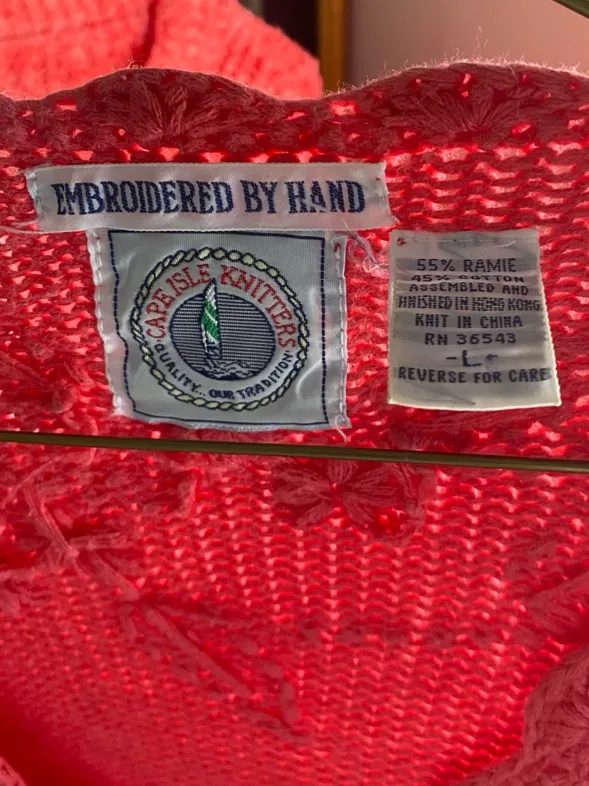 EMBROIDERED BY HAND
CAPE ISLE KNITTERS
QUALITY... OUR TRADITION
55% RAMIE
45% COTTON
ASSEMBLED AND
FINISHED IN HONG KONG
KNIT IN CHINA
RN 36543
-L-
REVERSE FOR CARE